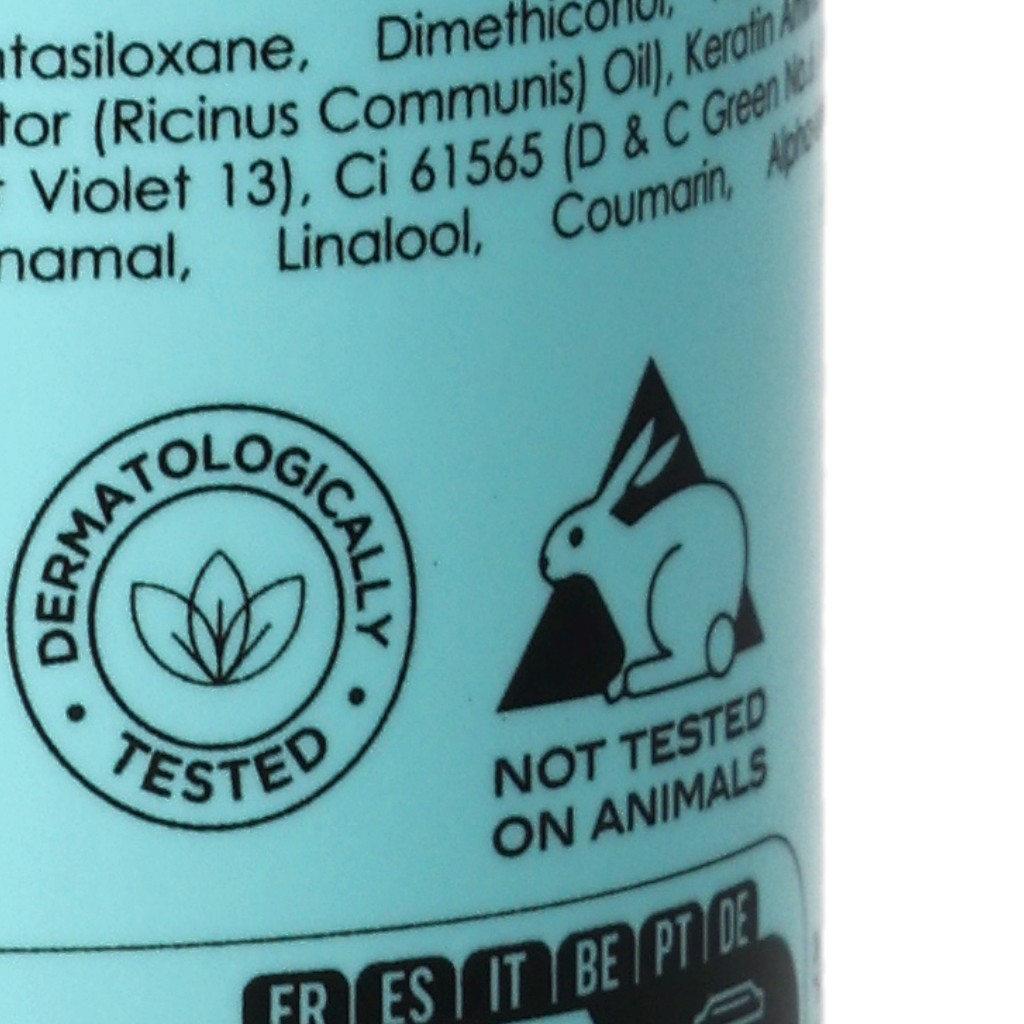 ntasiloxane, Dimethiconol,
tor (Ricinus Communis) Oil), Keratin
Violet 13), Ci 61565 (D & C Green No.
namal, Linalool, Coumarin,
DERMATOLOGICALLY
TESTED
NOT TESTED
ON ANIMALS
FR ES IT BE PT DE